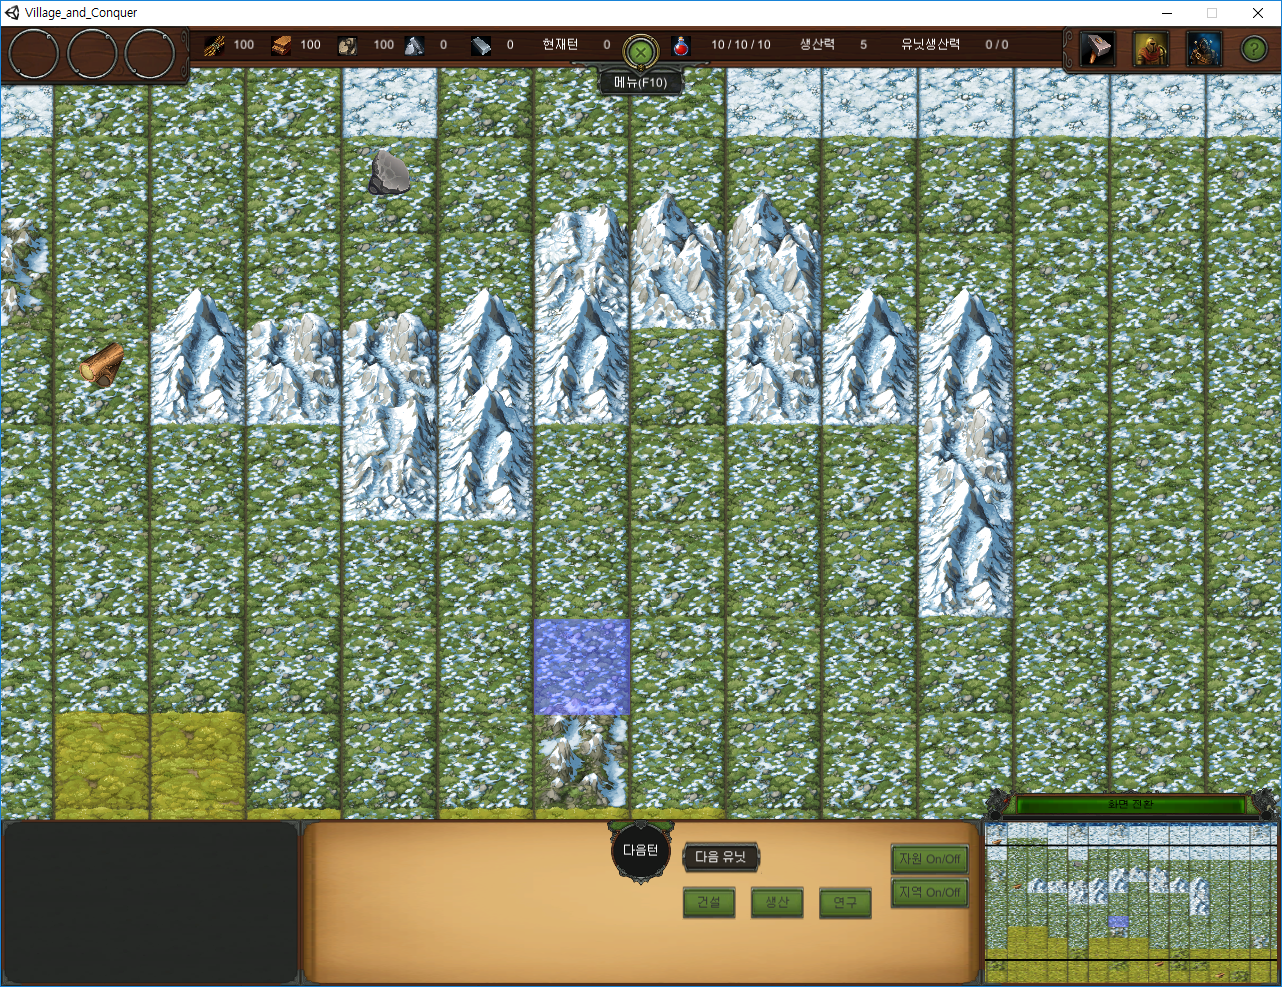 Village_and_Conquer
100 100 100 0 0 현재턴 0 10 / 10 / 10 생산력 5 유닛생산력 0 / 0 ?
메뉴(F10)
화면 전환
다음턴
다음 유닛
자원 On/Off
지역 On/Off
건설 생산 연구